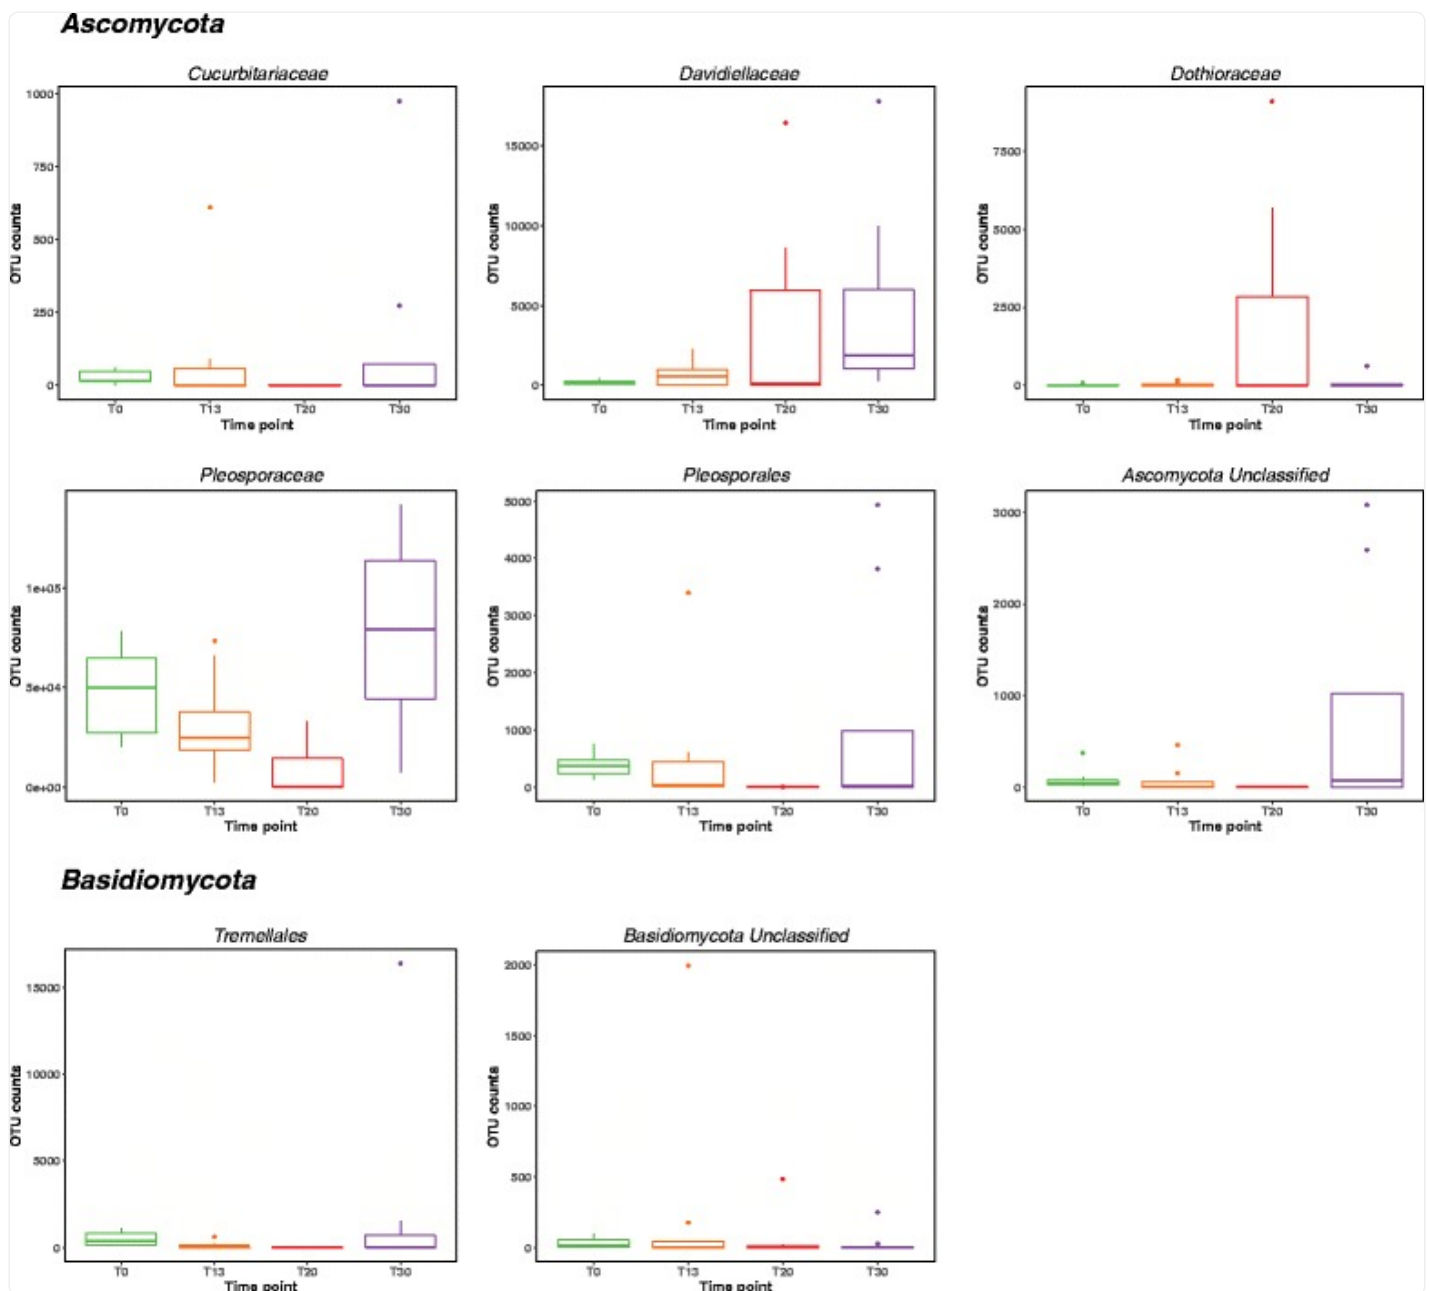 Ascomycota
Cucurbitariaceae
1000
750
500
250
0
OTU counts
T0
T13
T20
T30
Time point
Davidiellaceae
15000
10000
5000
0
OTU counts
T0
T13
T20
T30
Time point
Dothioraceae
7500
5000
2500
0
OTU counts
T0
T13
T20
T30
Time point
Pleosporaceae
1e+05
5e+04
0e+00
OTU counts
T0
T13
T20
T30
Time point
Pleosporales
5000
4000
3000
2000
1000
0
OTU counts
T0
T13
T20
T30
Time point
Ascomycota Unclassified
3000
2000
1000
0
OTU counts
T0
T13
T20
T30
Time point
Basidiomycota
Tremellales
15000
10000
5000
0
OTU counts
T0
T13
T20
T30
Time point
Basidiomycota Unclassified
2000
1500
1000
500
0
OTU counts
T0
T13
T20
T30
Time point